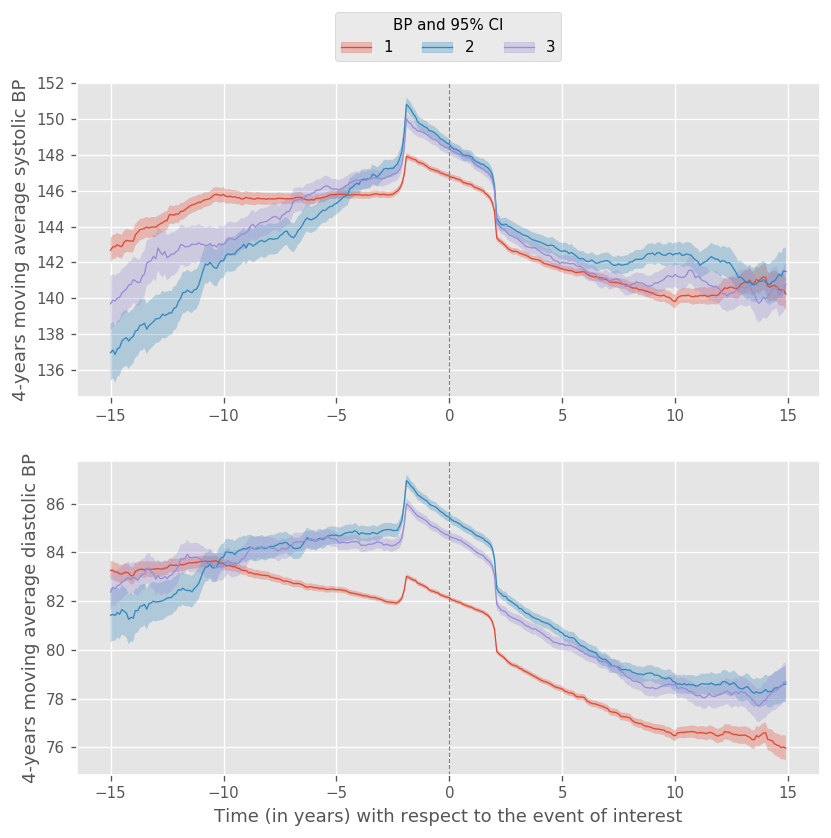 BP and 95% CI
1 2 3
4-years moving average systolic BP
152
150
148
146
144
142
140
138
136
−15 −10 −5 0 5 10 15
4-years moving average diastolic BP
86
84
82
80
78
76
−15 −10 −5 0 5 10 15
Time (in years) with respect to the event of interest